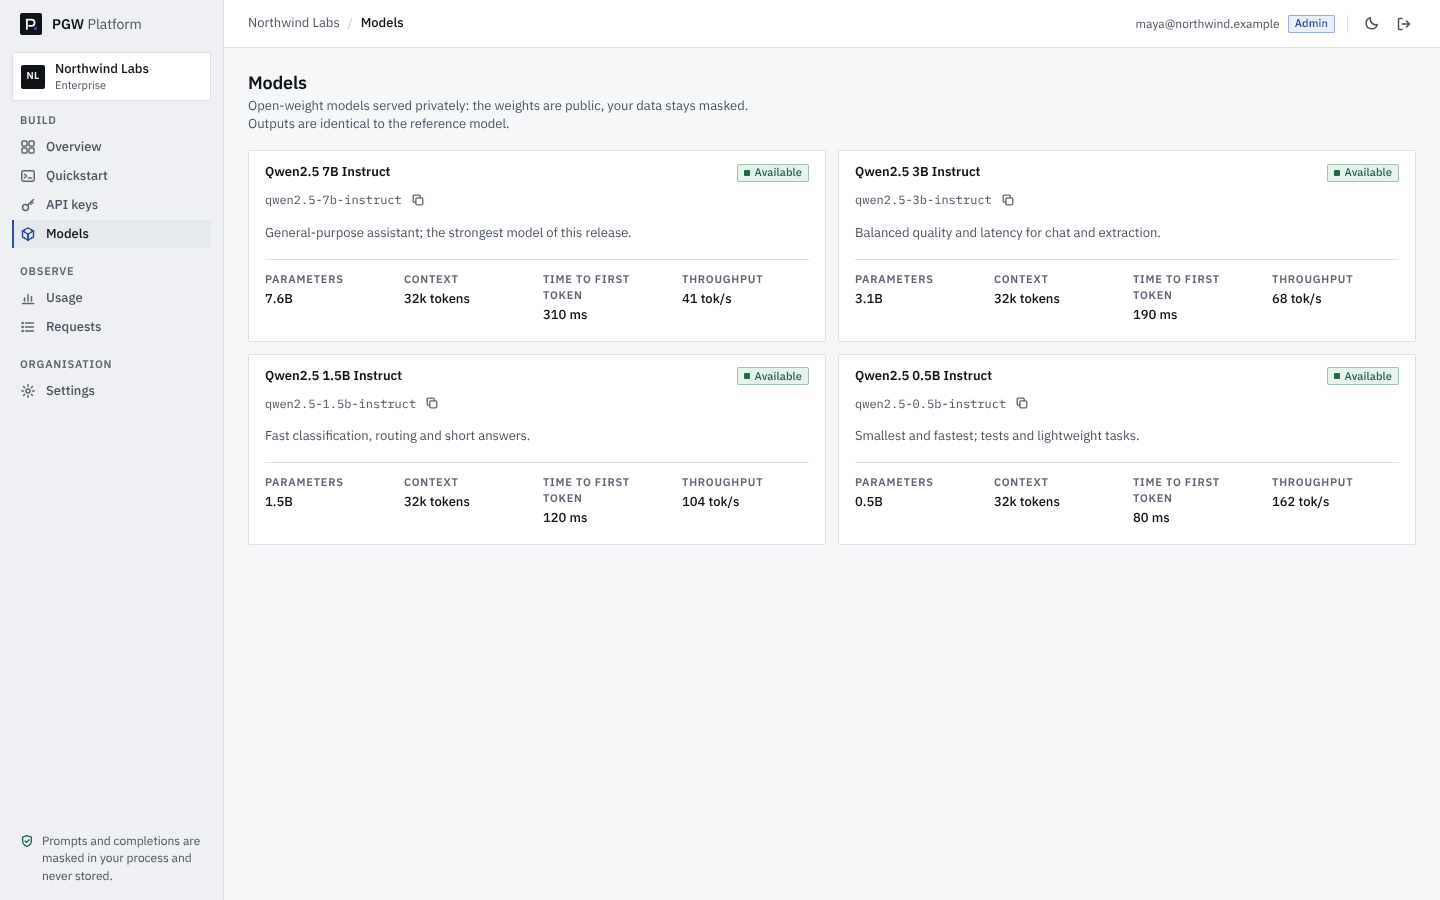 PGW Platform
NL
Northwind Labs
Enterprise
BUILD
Overview
Quickstart
API keys
Models
OBSERVE
Usage
Requests
ORGANISATION
Settings
Prompts and completions are
masked in your process and
never stored.
Northwind Labs / Models
maya@northwind.example
Admin
Models
Open-weight models served privately: the weights are public, your data stays masked.
Outputs are identical to the reference model.
Qwen2.5 7B Instruct
Available
qwen2.5-7b-instruct
General-purpose assistant; the strongest model of this release.
PARAMETERS
7.6B
CONTEXT
32k tokens
TIME TO FIRST
TOKEN
310 ms
THROUGHPUT
41 tok/s
Qwen2.5 3B Instruct
Available
qwen2.5-3b-instruct
Balanced quality and latency for chat and extraction.
PARAMETERS
3.1B
CONTEXT
32k tokens
TIME TO FIRST
TOKEN
190 ms
THROUGHPUT
68 tok/s
Qwen2.5 1.5B Instruct
Available
qwen2.5-1.5b-instruct
Fast classification, routing and short answers.
PARAMETERS
1.5B
CONTEXT
32k tokens
TIME TO FIRST
TOKEN
120 ms
THROUGHPUT
104 tok/s
Qwen2.5 0.5B Instruct
Available
qwen2.5-0.5b-instruct
Smallest and fastest; tests and lightweight tasks.
PARAMETERS
0.5B
CONTEXT
32k tokens
TIME TO FIRST
TOKEN
80 ms
THROUGHPUT
162 tok/s